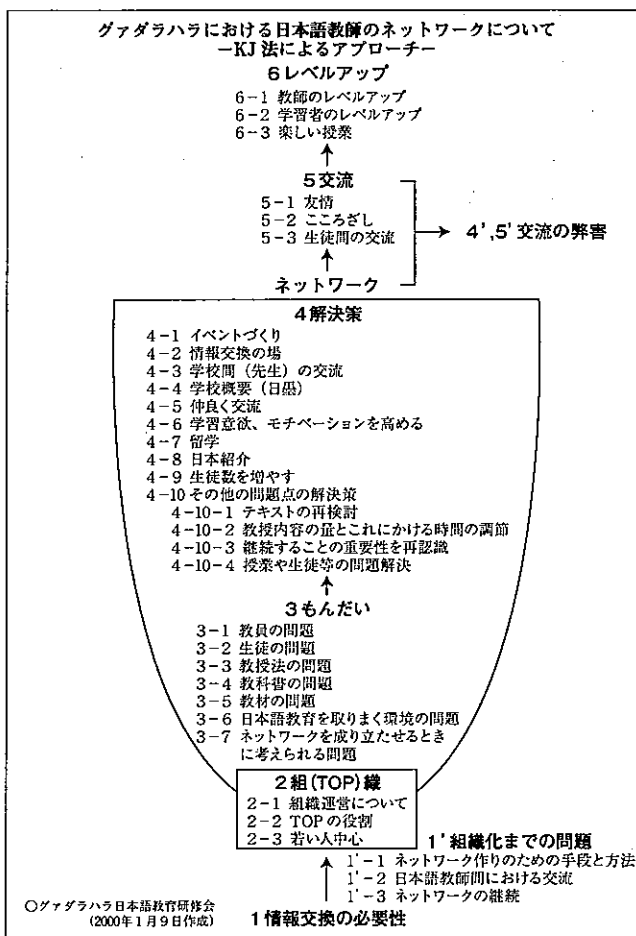 グァダラハラにおける日本語教師のネットワークについて
－KJ法によるアプローチ－
6レベルアップ
6－1 教師のレベルアップ
6－2 学習者のレベルアップ
6－3 楽しい授業
5交流
5－1 友情
5－2 こころざし
5－3 生徒間の交流
4',5'交流の弊害
ネットワーク
4解決策
4－1 イベントづくり
4－2 情報交換の場
4－3 学校間（先生）の交流
4－4 学校概要（日墨）
4－5 仲良く交流
4－6 学習意欲、モチベーションを高める
4－7 留学
4－8 日本紹介
4－9 生徒数を増やす
4－10 その他の問題点の解決策
4－10－1 テキストの再検討
4－10－2 教授内容の量とこれにかける時間の調節
4－10－3 継続することの重要性を再認識
4－10－4 授業や生徒等の問題解決
3もんだい
3－1 教員の問題
3－2 生徒の問題
3－3 教授法の問題
3－4 教科書の問題
3－5 教材の問題
3－6 日本語教育を取りまく環境の問題
3－7 ネットワークを成り立たせるとき
に考えられる問題
2組(TOP)織
2－1 組織運営について
2－2 TOPの役割
2－3 若い人中心
1'組織化までの問題
1'－1 ネットワーク作りのための手段と方法
1'－2 日本語教師間における交流
1'－3 ネットワークの継続
1情報交換の必要性
○グァダラハラ日本語教育研修会
(2000年1月9日作成)